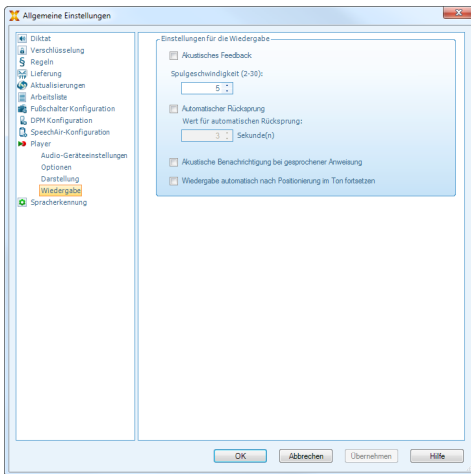 Allgemeine Einstellungen
Diktat
Verschlüsselung
Regeln
Lieferung
Aktualisierungen
Arbeitsliste
Fußschalter Konfiguration
DPM Konfiguration
SpeechAir-Konfiguration
Player
Audio-Geräteeinstellungen
Optionen
Darstellung
Wiedergabe
Spracherkennung
Einstellungen für die Wiedergabe
Akustisches Feedback
Spulgeschwindigkeit (2-30):
5
Automatischer Rücksprung
Wert für automatischen Rücksprung:
3 Sekunde(n)
Akustische Benachrichtigung bei gesprochener Anweisung
Wiedergabe automatisch nach Positionierung im Ton fortsetzen
OK Abbrechen Übernehmen Hilfe